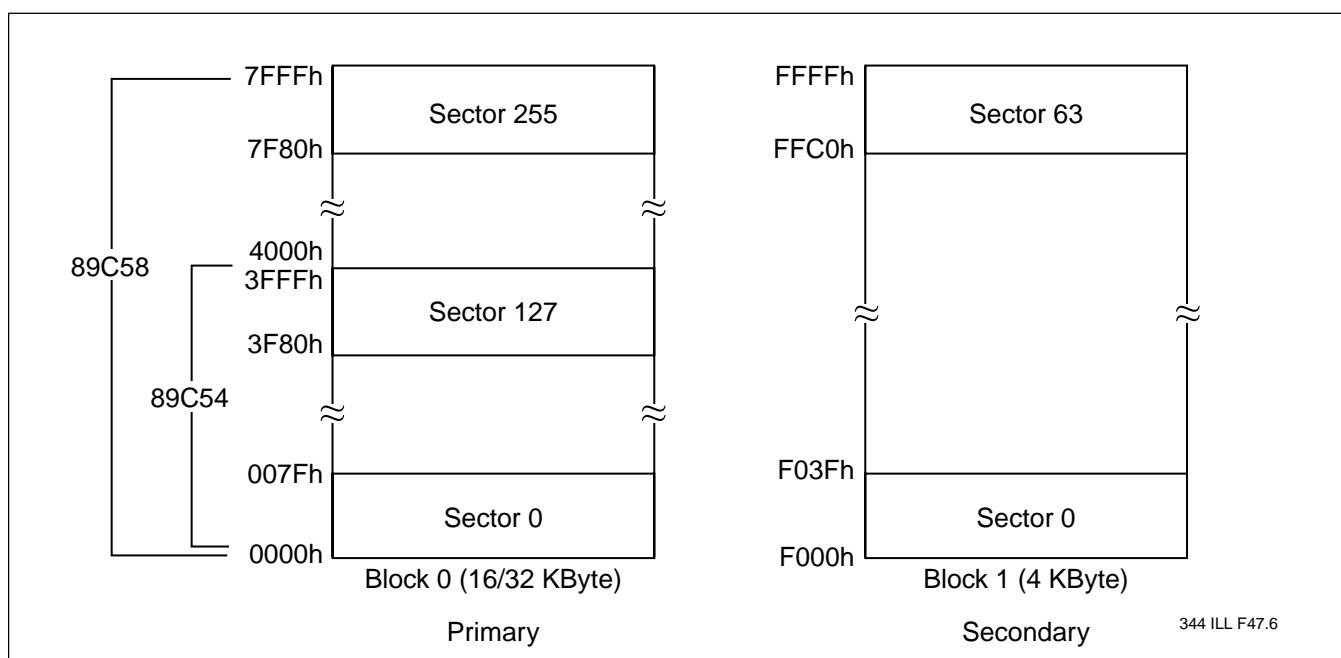 7FFFh
Sector 255
7F80h
4000h
89C58
3FFFh
Sector 127
3F80h
89C54
007Fh
Sector 0
0000h
Block 0 (16/32 KByte)
Primary
FFFFh
Sector 63
FFC0h
F03Fh
Sector 0
F000h
Block 1 (4 KByte)
Secondary
344 ILL F47.6